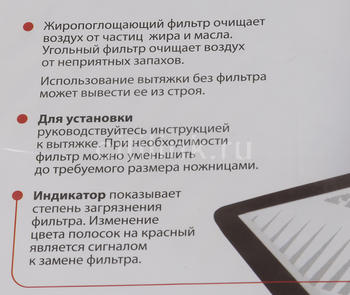 Жиропоглощающий фильтр очищает
воздух от частиц жира и масла.
Угольный фильтр очищает воздух
от неприятных запахов.
Использование вытяжки без фильтра
может вывести ее из строя.
Для установки
руководствуйтесь инструкцией
к вытяжке. При необходимости
фильтр можно уменьшить
до требуемого размера ножницами.
Индикатор показывает
степень загрязнения
фильтра. Изменение
цвета полосок на красный
является сигналом
к замене фильтра.